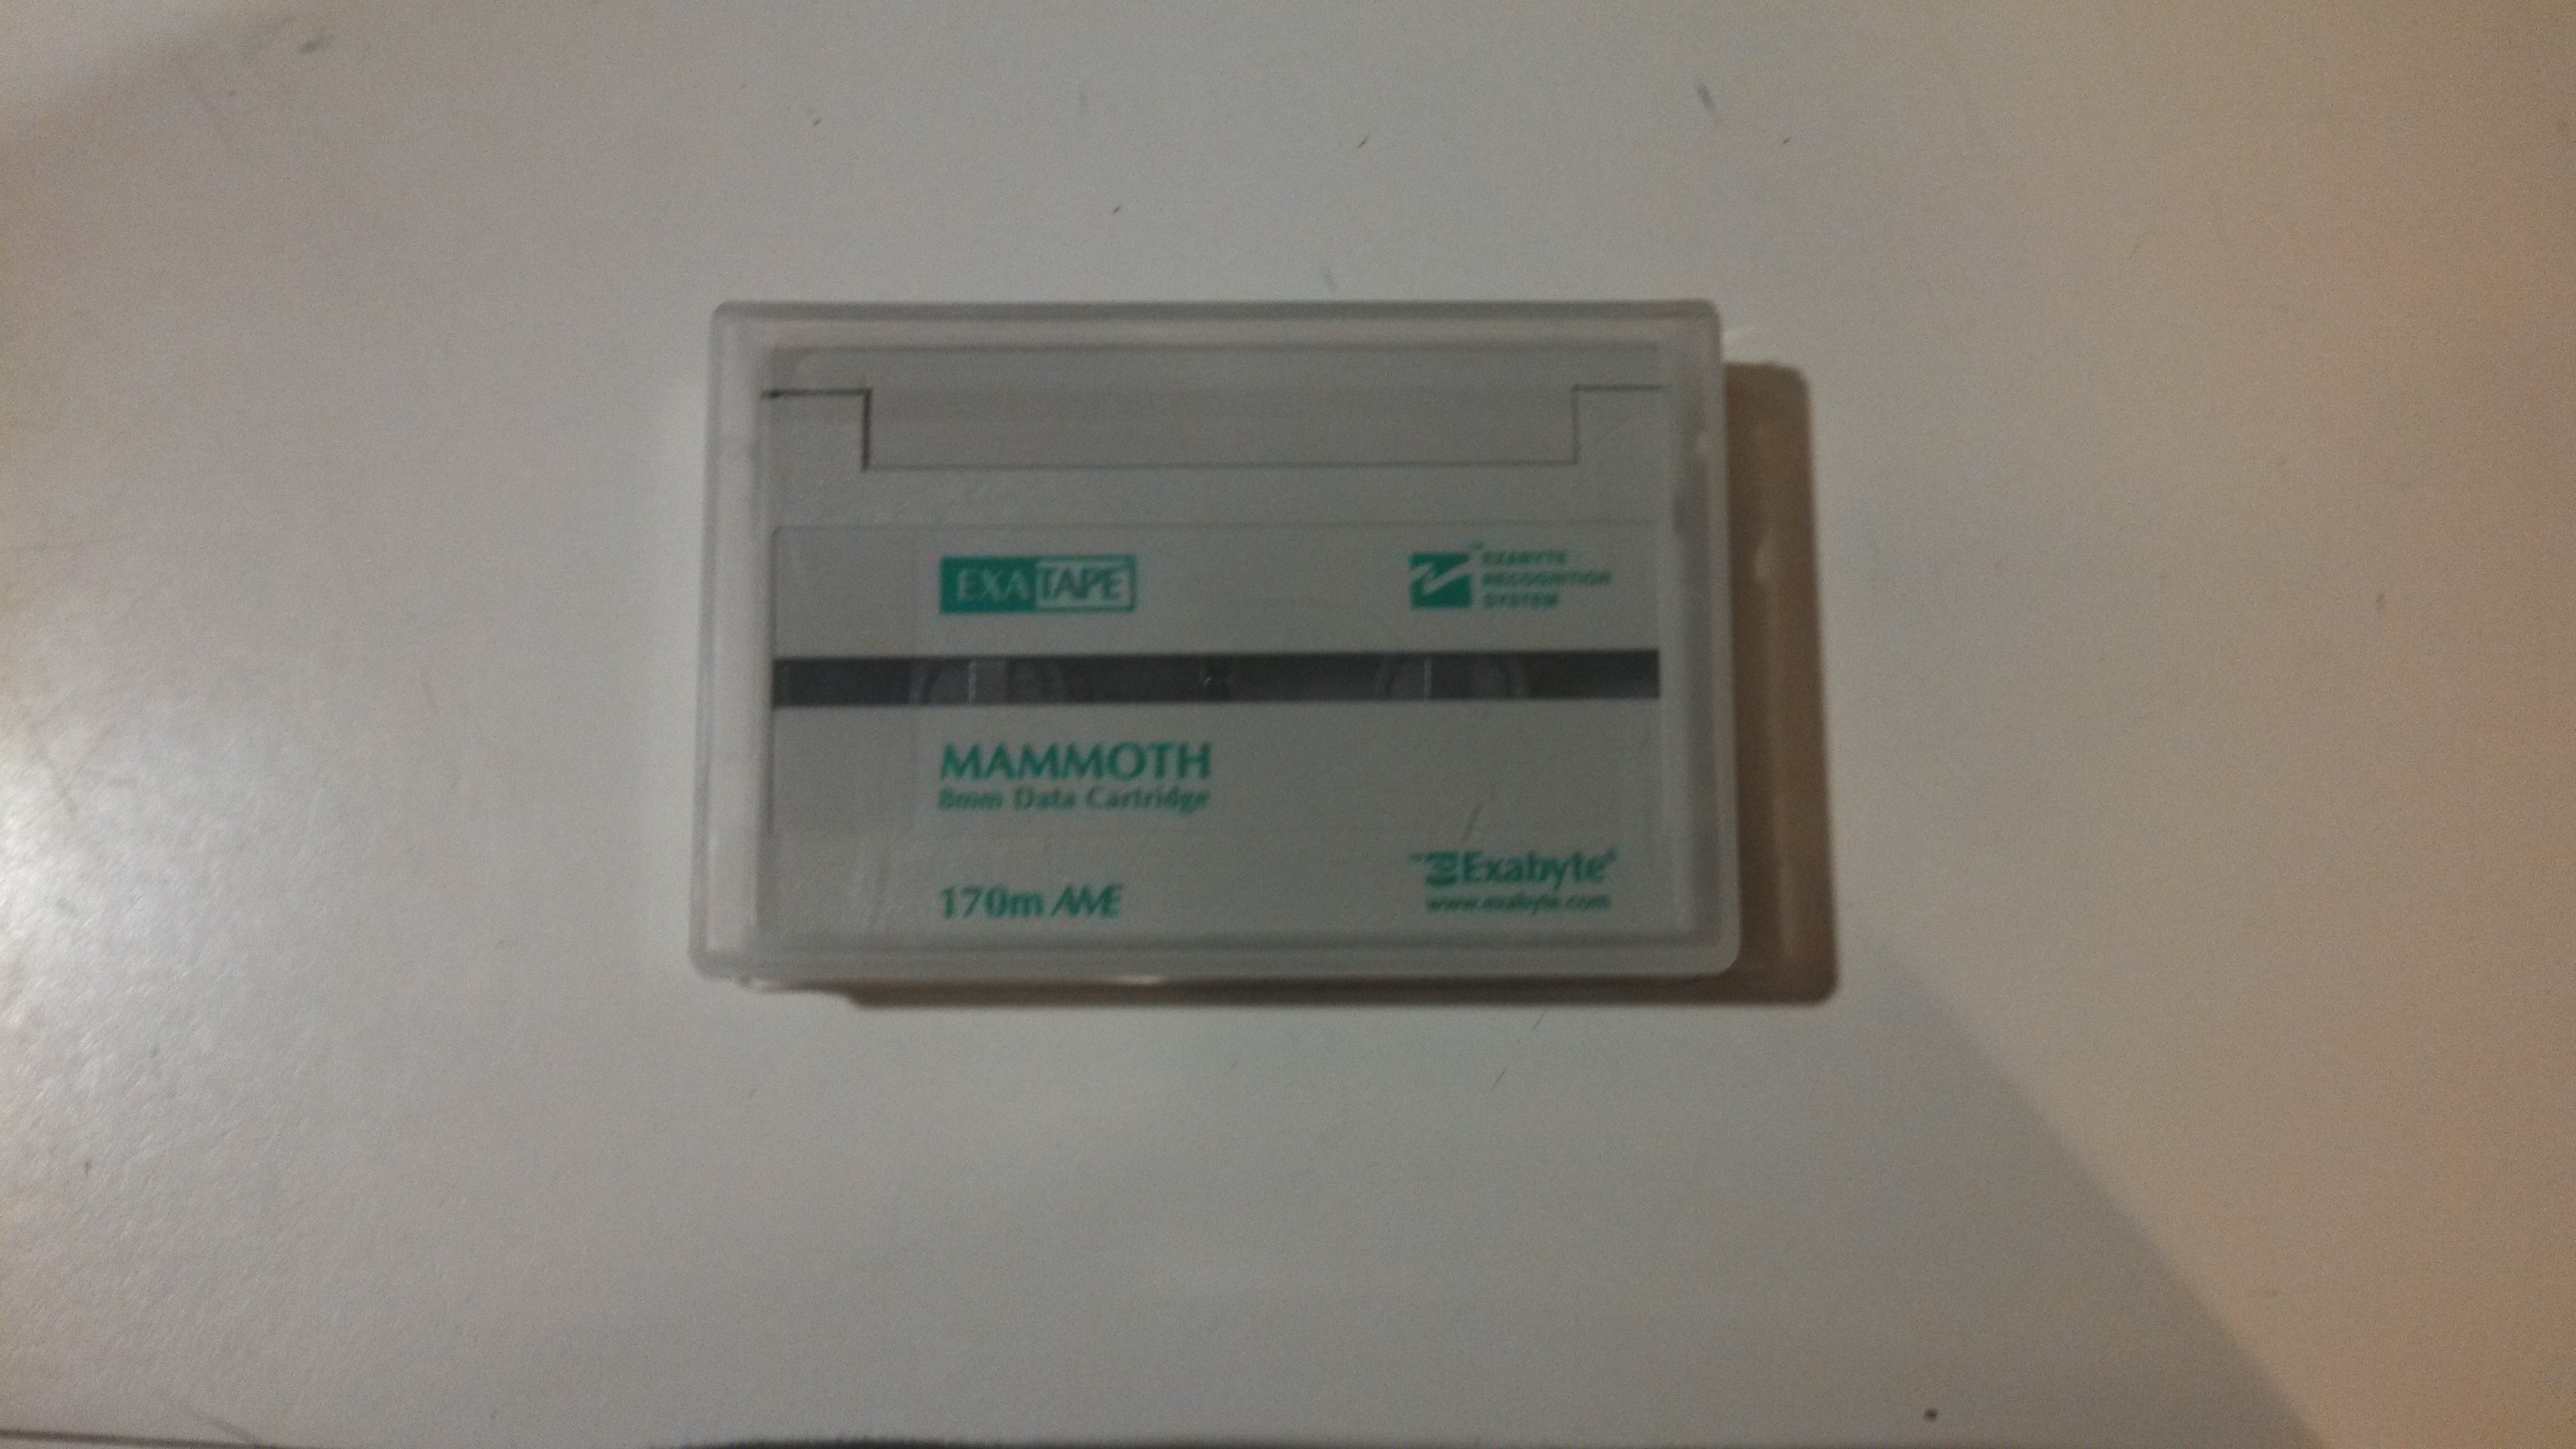 EXATAPE
EXABYTE
RECOGNITION
SYSTEM
MAMMOTH
8mm Data Cartridge
170m AME
Exabyte®
www.exabyte.com